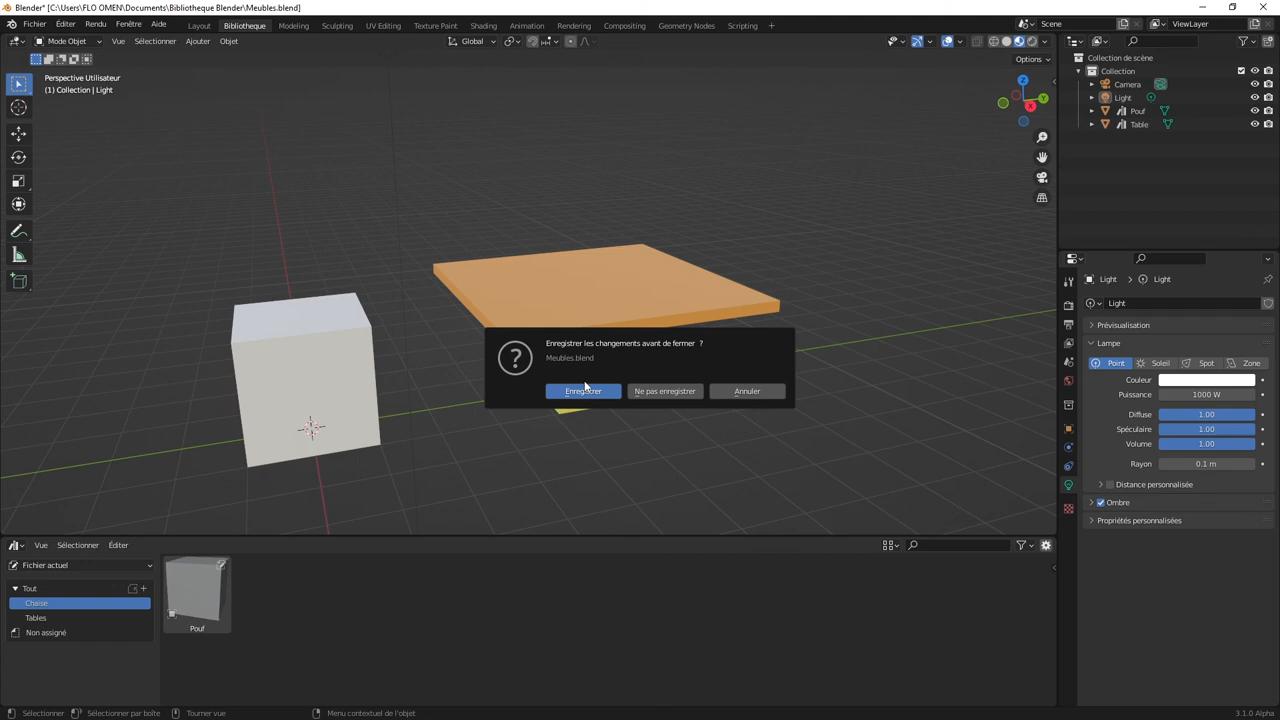 Blender* [C:\Users\FLO OMEN\Documents\Bibliotheque Blender\Meubles.blend]
Fichier Éditer Rendu Fenêtre Aide Layout Bibliotheque Modeling Sculpting UV Editing Texture Paint Shading Animation Rendering Compositing Geometry Nodes Scripting + Scene ViewLayer
Mode Objet Vue Sélectionner Ajouter Objet Global
Options
Perspective Utilisateur
(1) Collection | Light
Z
Y
X
Collection de scène
Collection
Camera
Light
Pouf
Table
Light Light
Light
Prévisualisation
Lampe
Point Soleil Spot Zone
Couleur
Puissance 1000 W
Diffuse 1.00
Spéculaire 1.00
Volume 1.00
Rayon 0.1 m
Distance personnalisée
Ombre
Propriétés personnalisées
Enregistrer les changements avant de fermer ?
Meubles.blend
Enregistrer Ne pas enregistrer Annuler
Vue Sélectionner Éditer
Fichier actuel
Tout
Chaise
Tables
Non assigné
Pouf
Sélectionner Sélectionner par boîte Tourner vue Menu contextuel de l'objet 3.1.0 Alpha